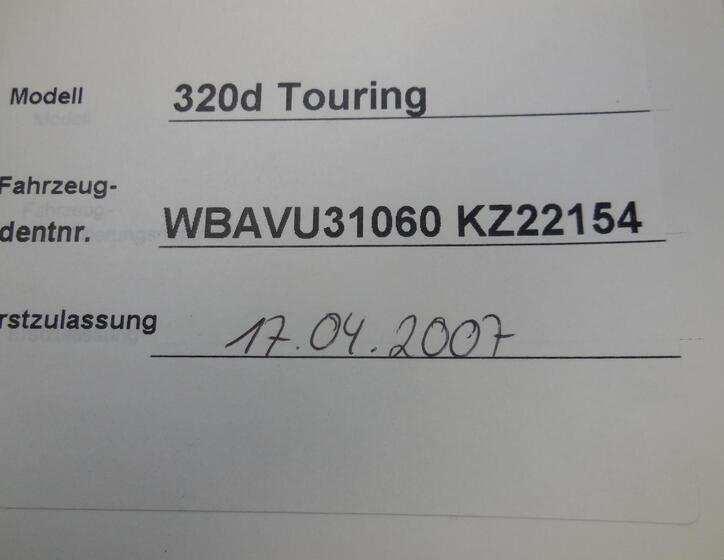 Modell 320d Touring
Fahrzeug-
dentnr. WBAVU31060 KZ22154
rstzulassung 17.04.2007